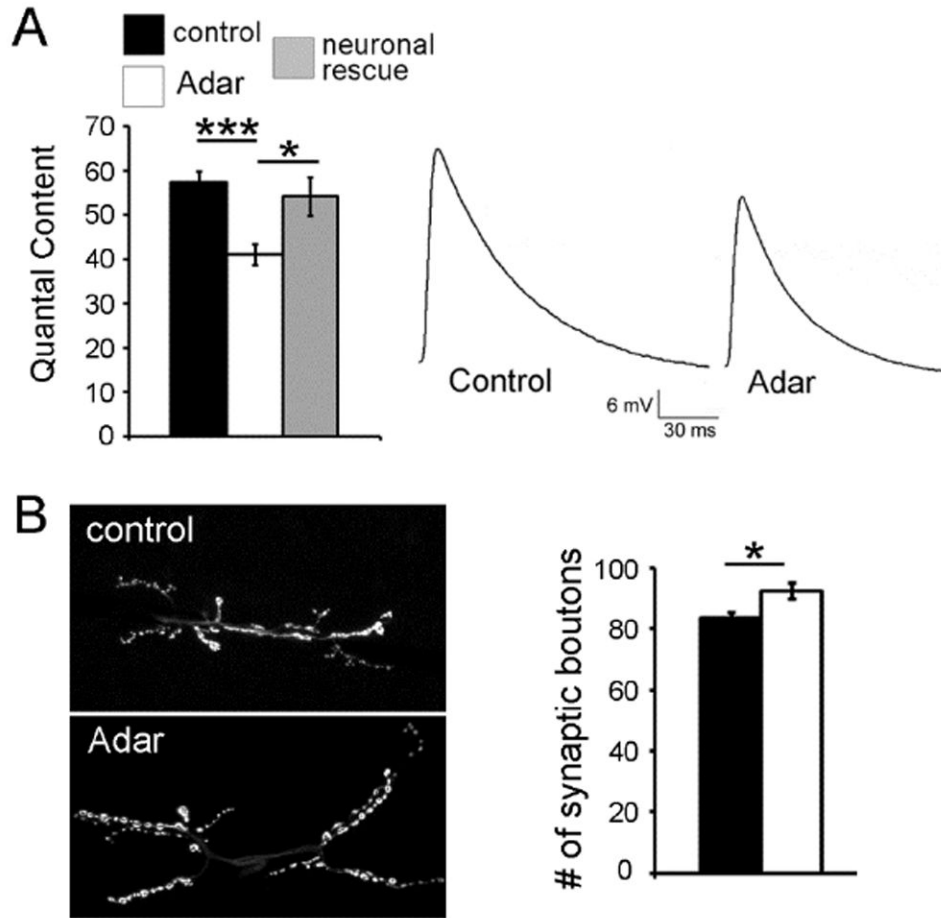 A
control
Adar
neuronal
rescue
***
*
70
60
50
40
30
20
10
0
Quantal Content
Control
Adar
6 mV
30 ms
B
control
Adar
*
100
80
60
40
20
0
# of synaptic boutons